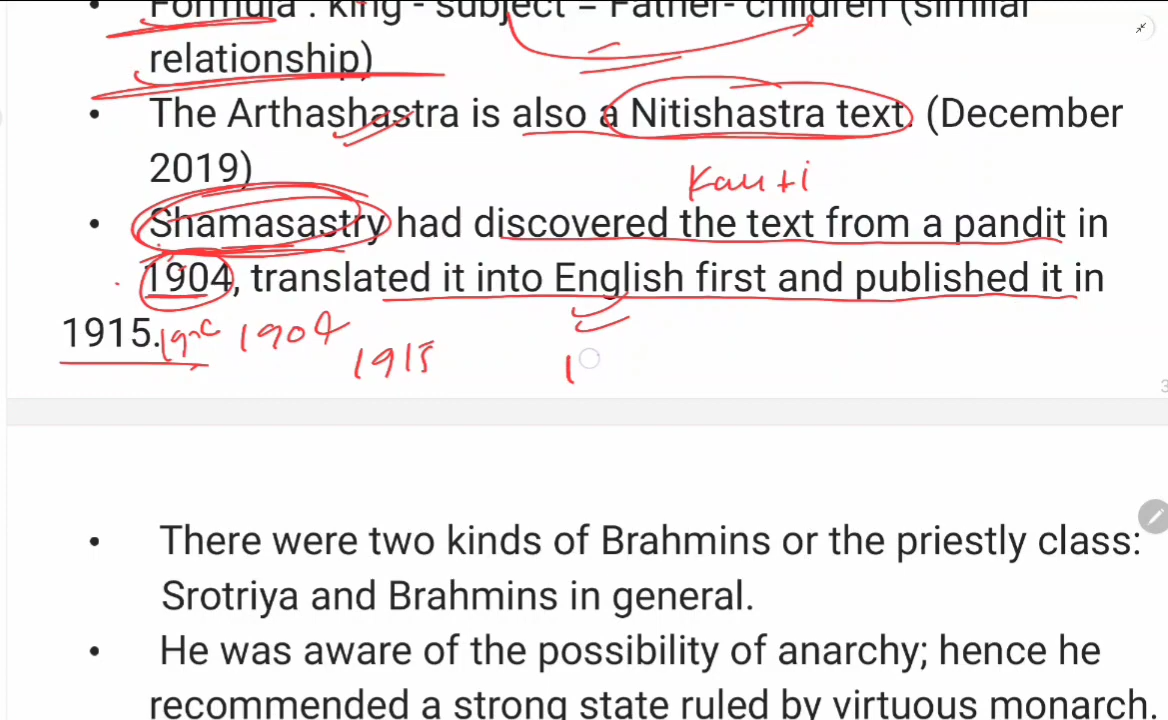 • Formula : king - subject = Father- children (similar
relationship)
• The Arthashastra is also a Nitishastra text. (December
2019)
Kauti
• Shamasastry had discovered the text from a pandit in
1904, translated it into English first and published it in
1915. 1904
1915
3
• There were two kinds of Brahmins or the priestly class:
Srotriya and Brahmins in general.
• He was aware of the possibility of anarchy; hence he
recommended a strong state ruled by virtuous monarch.